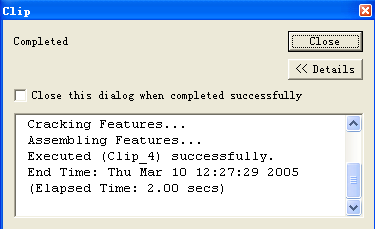 Clip
Completed
Close
<< Details
Close this dialog when completed successfully
Cracking Features...
Assembling Features...
Executed (Clip_4) successfully.
End Time: Thu Mar 10 12:27:29 2005
(Elapsed Time: 2.00 secs)